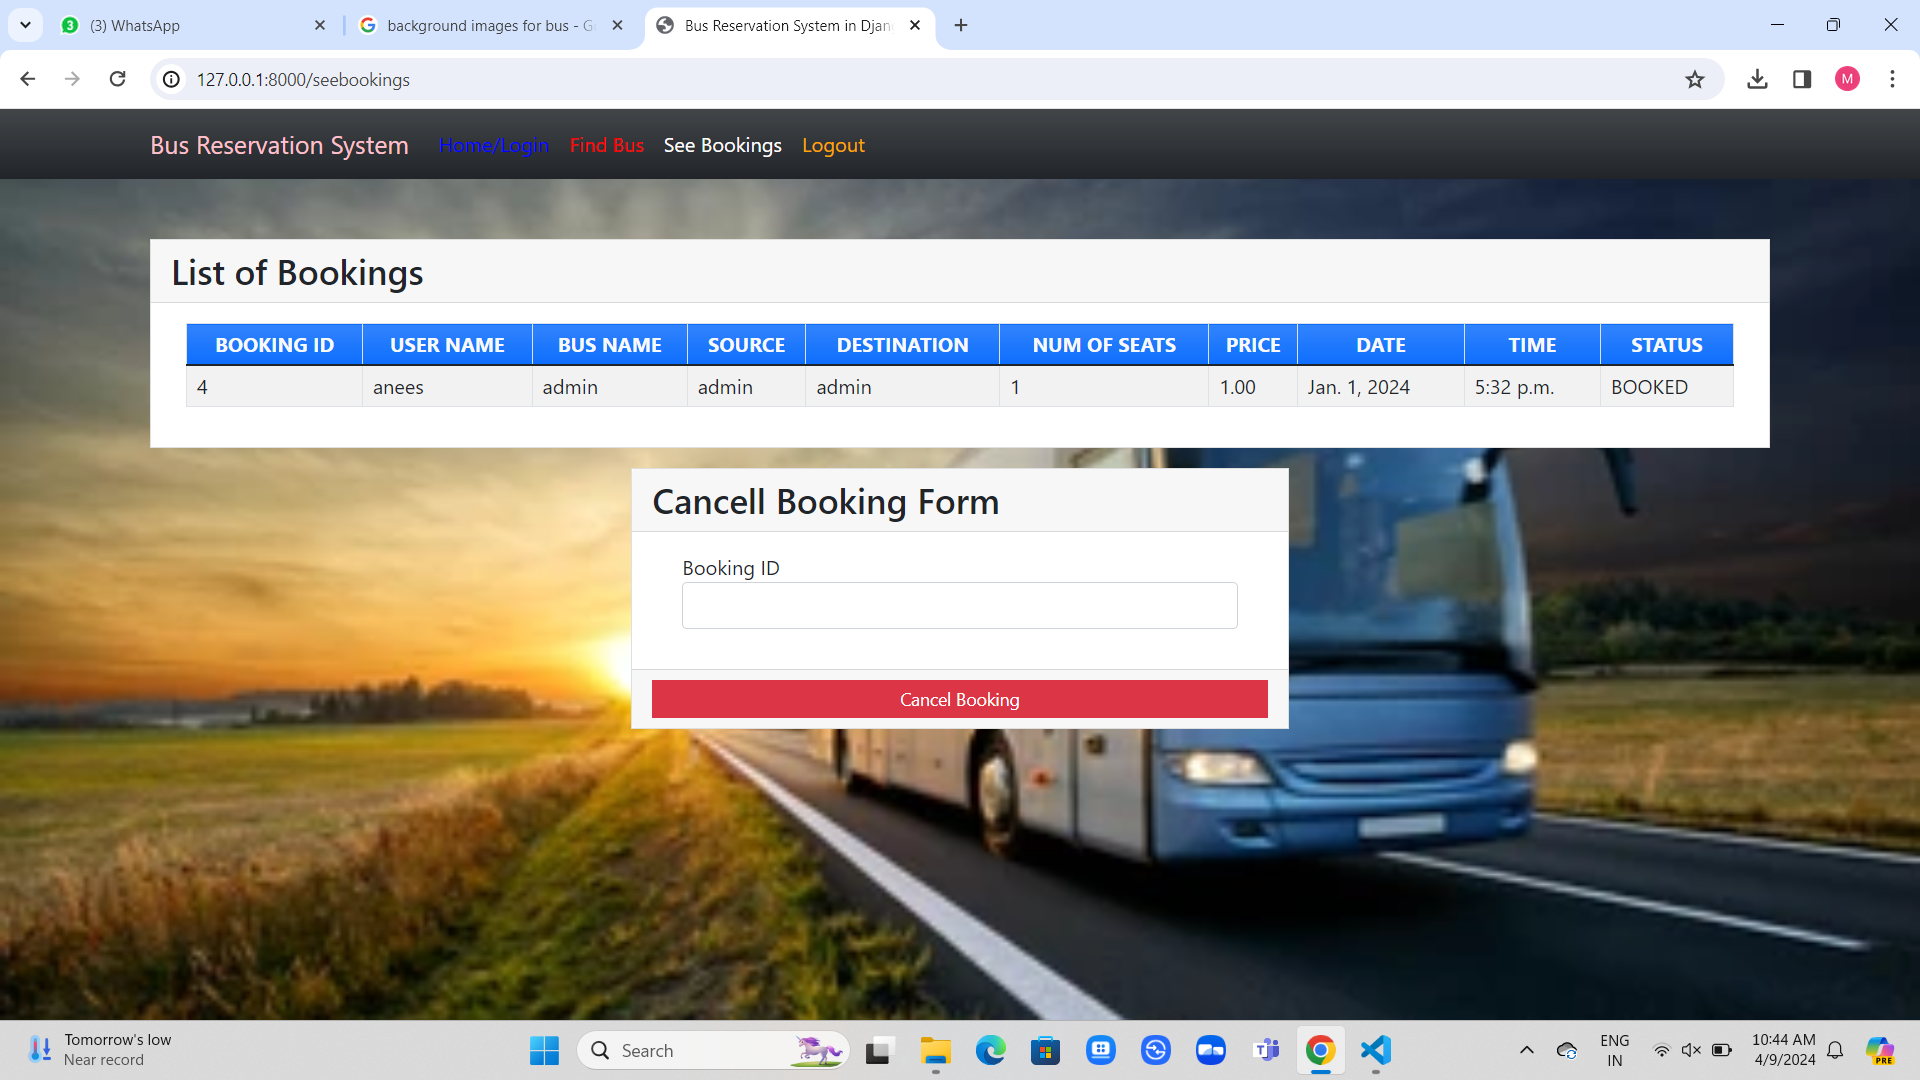 (3) WhatsApp
background images for bus - G
Bus Reservation System in Djan
127.0.0.1:8000/seebookings
M
Bus Reservation System Home/Login Find Bus See Bookings Logout
List of Bookings
BOOKING ID USER NAME BUS NAME SOURCE DESTINATION NUM OF SEATS PRICE DATE TIME STATUS
4 anees admin admin admin 1 1.00 Jan. 1, 2024 5:32 p.m. BOOKED
Cancell Booking Form
Booking ID
Cancel Booking
Tomorrow's low
Near record
Search
ENG
IN
10:44 AM
4/9/2024
PRE